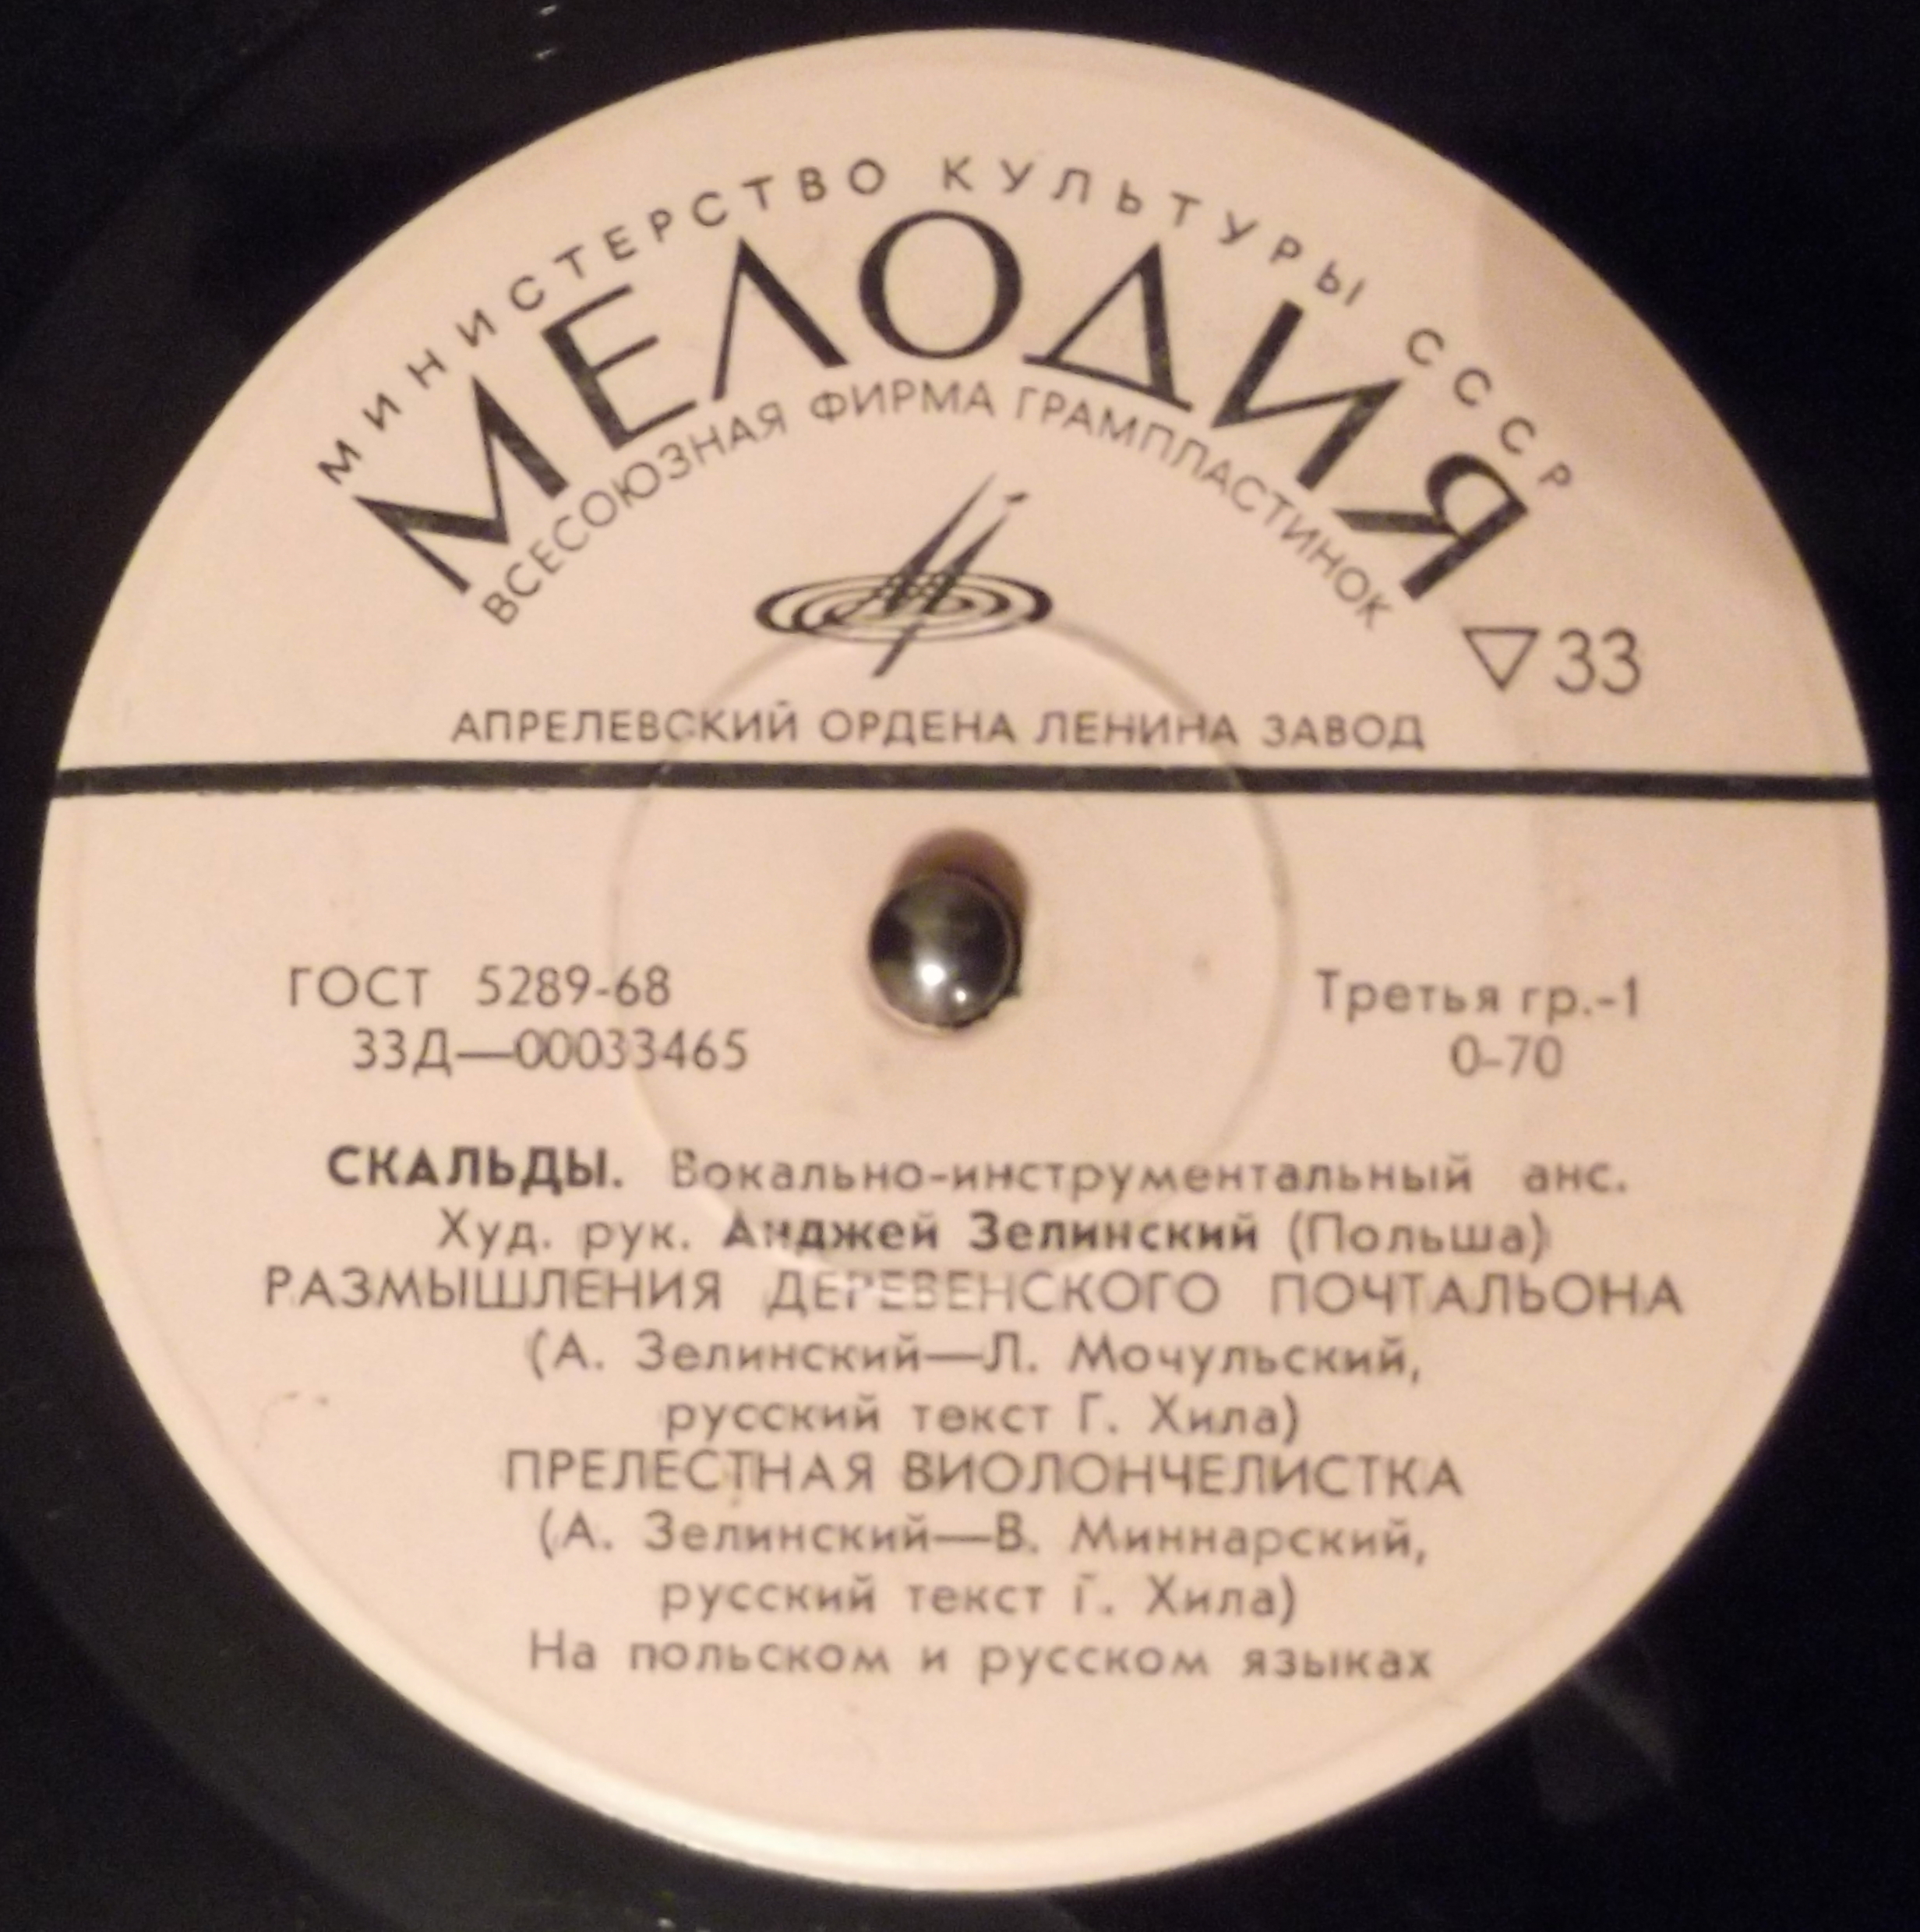 МИНИСТЕРСТВО КУЛЬТУРЫ СССР
МЕЛОДИЯ
ВСЕСОЮЗНАЯ ФИРМА ГРАМПЛАСТИНОК
33
АПРЕЛЕВСКИЙ ОРДЕНА ЛЕНИНА ЗАВОД
ГОСТ 5289-68
33Д—00033465
Третья гр.-1
0-70
СКАЛЬДЫ. Вокально-инструментальный анс.
Худ. рук. Анджей Зелинский (Польша)
РАЗМЫШЛЕНИЯ ДЕРЕВЕНСКОГО ПОЧТАЛЬОНА
(А. Зелинский—Л. Мочульский,
русский текст Г. Хила)
ПРЕЛЕСТНАЯ ВИОЛОНЧЕЛИСТКА
(А. Зелинский—В. Миннарский,
русский текст Г. Хила)
На польском и русском языках